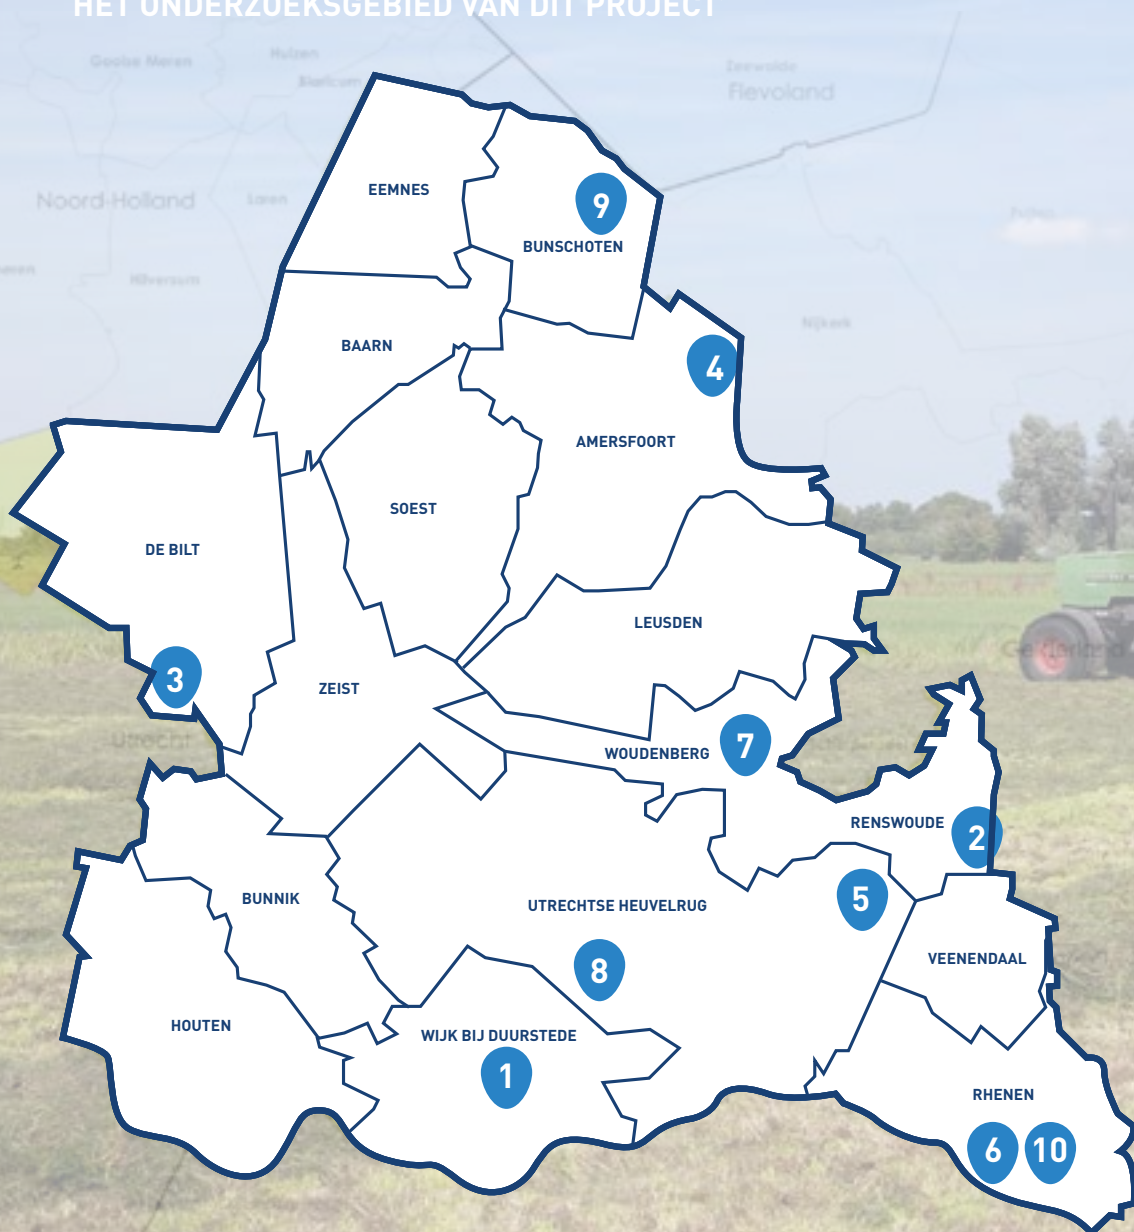 HET ONDERZOEKSGEBIED VAN DIT PROJECT
Gooise Meren
Huizen
Blaricum
Zeewolde
Flevoland
EEMNES
Noord-Holland
Laren
9
BUNSCHOTEN
Hilversum
Nijkerk
BAARN
4
AMERSFOORT
SOEST
DE BILT
LEUSDEN
Gelderland
3
ZEIST
Utrecht
WOUDENBERG
7
RENSWOUDE
2
BUNNIK
5
UTRECHTSE HEUVELRUG
VEENENDAAL
8
HOUTEN
WIJK BIJ DUURSTEDE
1
RHENEN
6 10